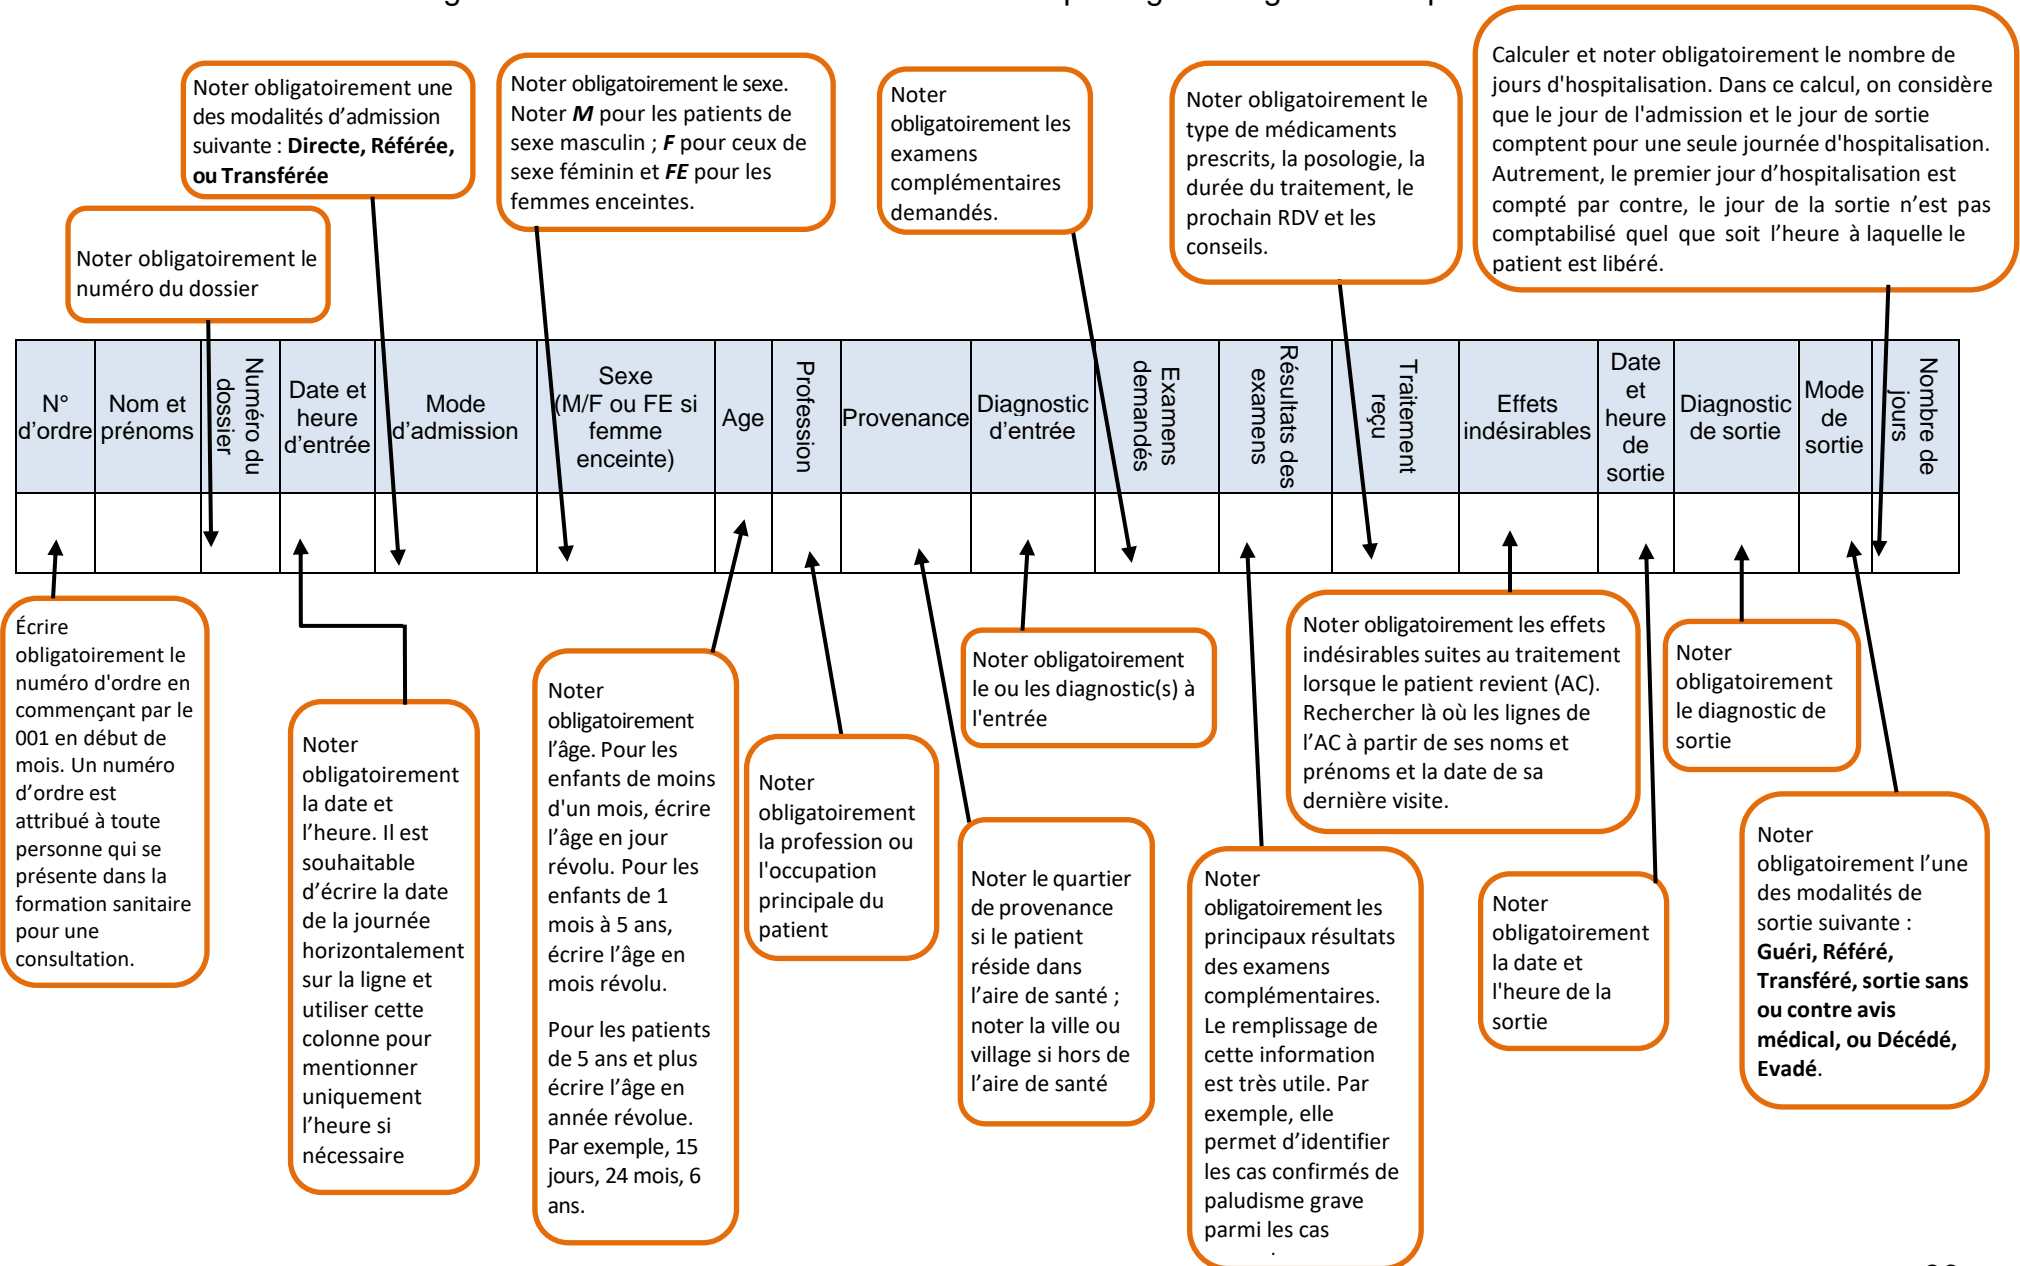 Noter obligatoirement une
des modalités d’admission
suivante : Directe, Référée,
ou Transférée
Noter obligatoirement le sexe.
Noter M pour les patients de
sexe masculin ; F pour ceux de
sexe féminin et FE pour les
femmes enceintes.
Noter
obligatoirement les
examens
complémentaires
demandés.
Noter obligatoirement le
type de médicaments
prescrits, la posologie, la
durée du traitement, le
prochain RDV et les
conseils.
Calculer et noter obligatoirement le nombre de
jours d'hospitalisation. Dans ce calcul, on considère
que le jour de l'admission et le jour de sortie
comptent pour une seule journée d'hospitalisation.
Autrement, le premier jour d’hospitalisation est
compté par contre, le jour de la sortie n’est pas
comptabilisé quel que soit l’heure à laquelle le
patient est libéré.
Noter obligatoirement le
numéro du dossier
N°
d’ordre
Nom et
prénoms
Numéro du
dossier
Date et
heure
d’entrée
Mode
d’admission
Sexe
(M/F ou FE si
femme
enceinte)
Age
Profession
Provenance
Diagnostic
d’entrée
Examens
demandés
Résultats des
examens
Traitement
reçu
Effets
indésirables
Date
et
heure
de
sortie
Diagnostic
de sortie
Mode
de
sortie
Nombre de
jours
Écrire
obligatoirement le
numéro d'ordre en
commençant par le
001 en début de
mois. Un numéro
d’ordre est
attribué à toute
personne qui se
présente dans la
formation sanitaire
pour une
consultation.
Noter
obligatoirement
la date et
l’heure. Il est
souhaitable
d’écrire la date
de la journée
horizontalement
sur la ligne et
utiliser cette
colonne pour
mentionner
uniquement
l’heure si
nécessaire
Noter
obligatoirement
l’âge. Pour les
enfants de moins
d'un mois, écrire
l’âge en jour
révolu. Pour les
enfants de 1
mois à 5 ans,
écrire l’âge en
mois révolu.
Pour les patients
de 5 ans et plus
écrire l’âge en
année révolue.
Par exemple, 15
jours, 24 mois, 6
ans.
Noter
obligatoirement
la profession ou
l'occupation
principale du
patient
Noter obligatoirement
le ou les diagnostic(s) à
l'entrée
Noter le quartier
de provenance
si le patient
réside dans
l’aire de santé ;
noter la ville ou
village si hors de
l’aire de santé
Noter
obligatoirement les
principaux résultats
des examens
complémentaires.
Le remplissage de
cette information
est très utile. Par
exemple, elle
permet d’identifier
les cas confirmés de
paludisme grave
parmi les cas
Noter obligatoirement les effets
indésirables suites au traitement
lorsque le patient revient (AC).
Rechercher là où les lignes de
l’AC à partir de ses noms et
prénoms et la date de sa
dernière visite.
Noter
obligatoirement
la date et
l'heure de la
sortie
Noter
obligatoirement
le diagnostic de
sortie
Noter
obligatoirement l’une
des modalités de
sortie suivante :
Guéri, Référé,
Transféré, sortie sans
ou contre avis
médical, ou Décédé,
Evadé.